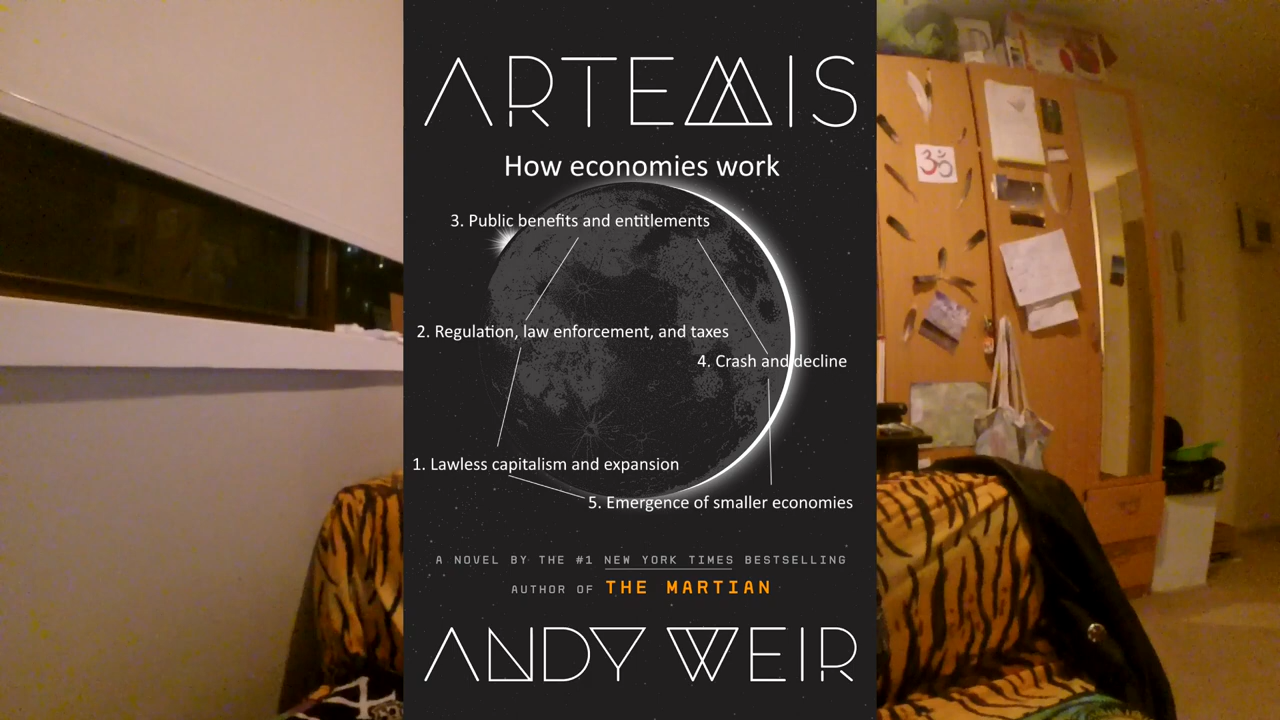 ARTEMIS
How economies work
3. Public benefits and entitlements
2. Regulation, law enforcement, and taxes
4. Crash and decline
1. Lawless capitalism and expansion
5. Emergence of smaller economies
A NOVEL BY THE #1 NEW YORK TIMES BESTSELLING
AUTHOR OF THE MARTIAN
ANDY WEIR
ॐ